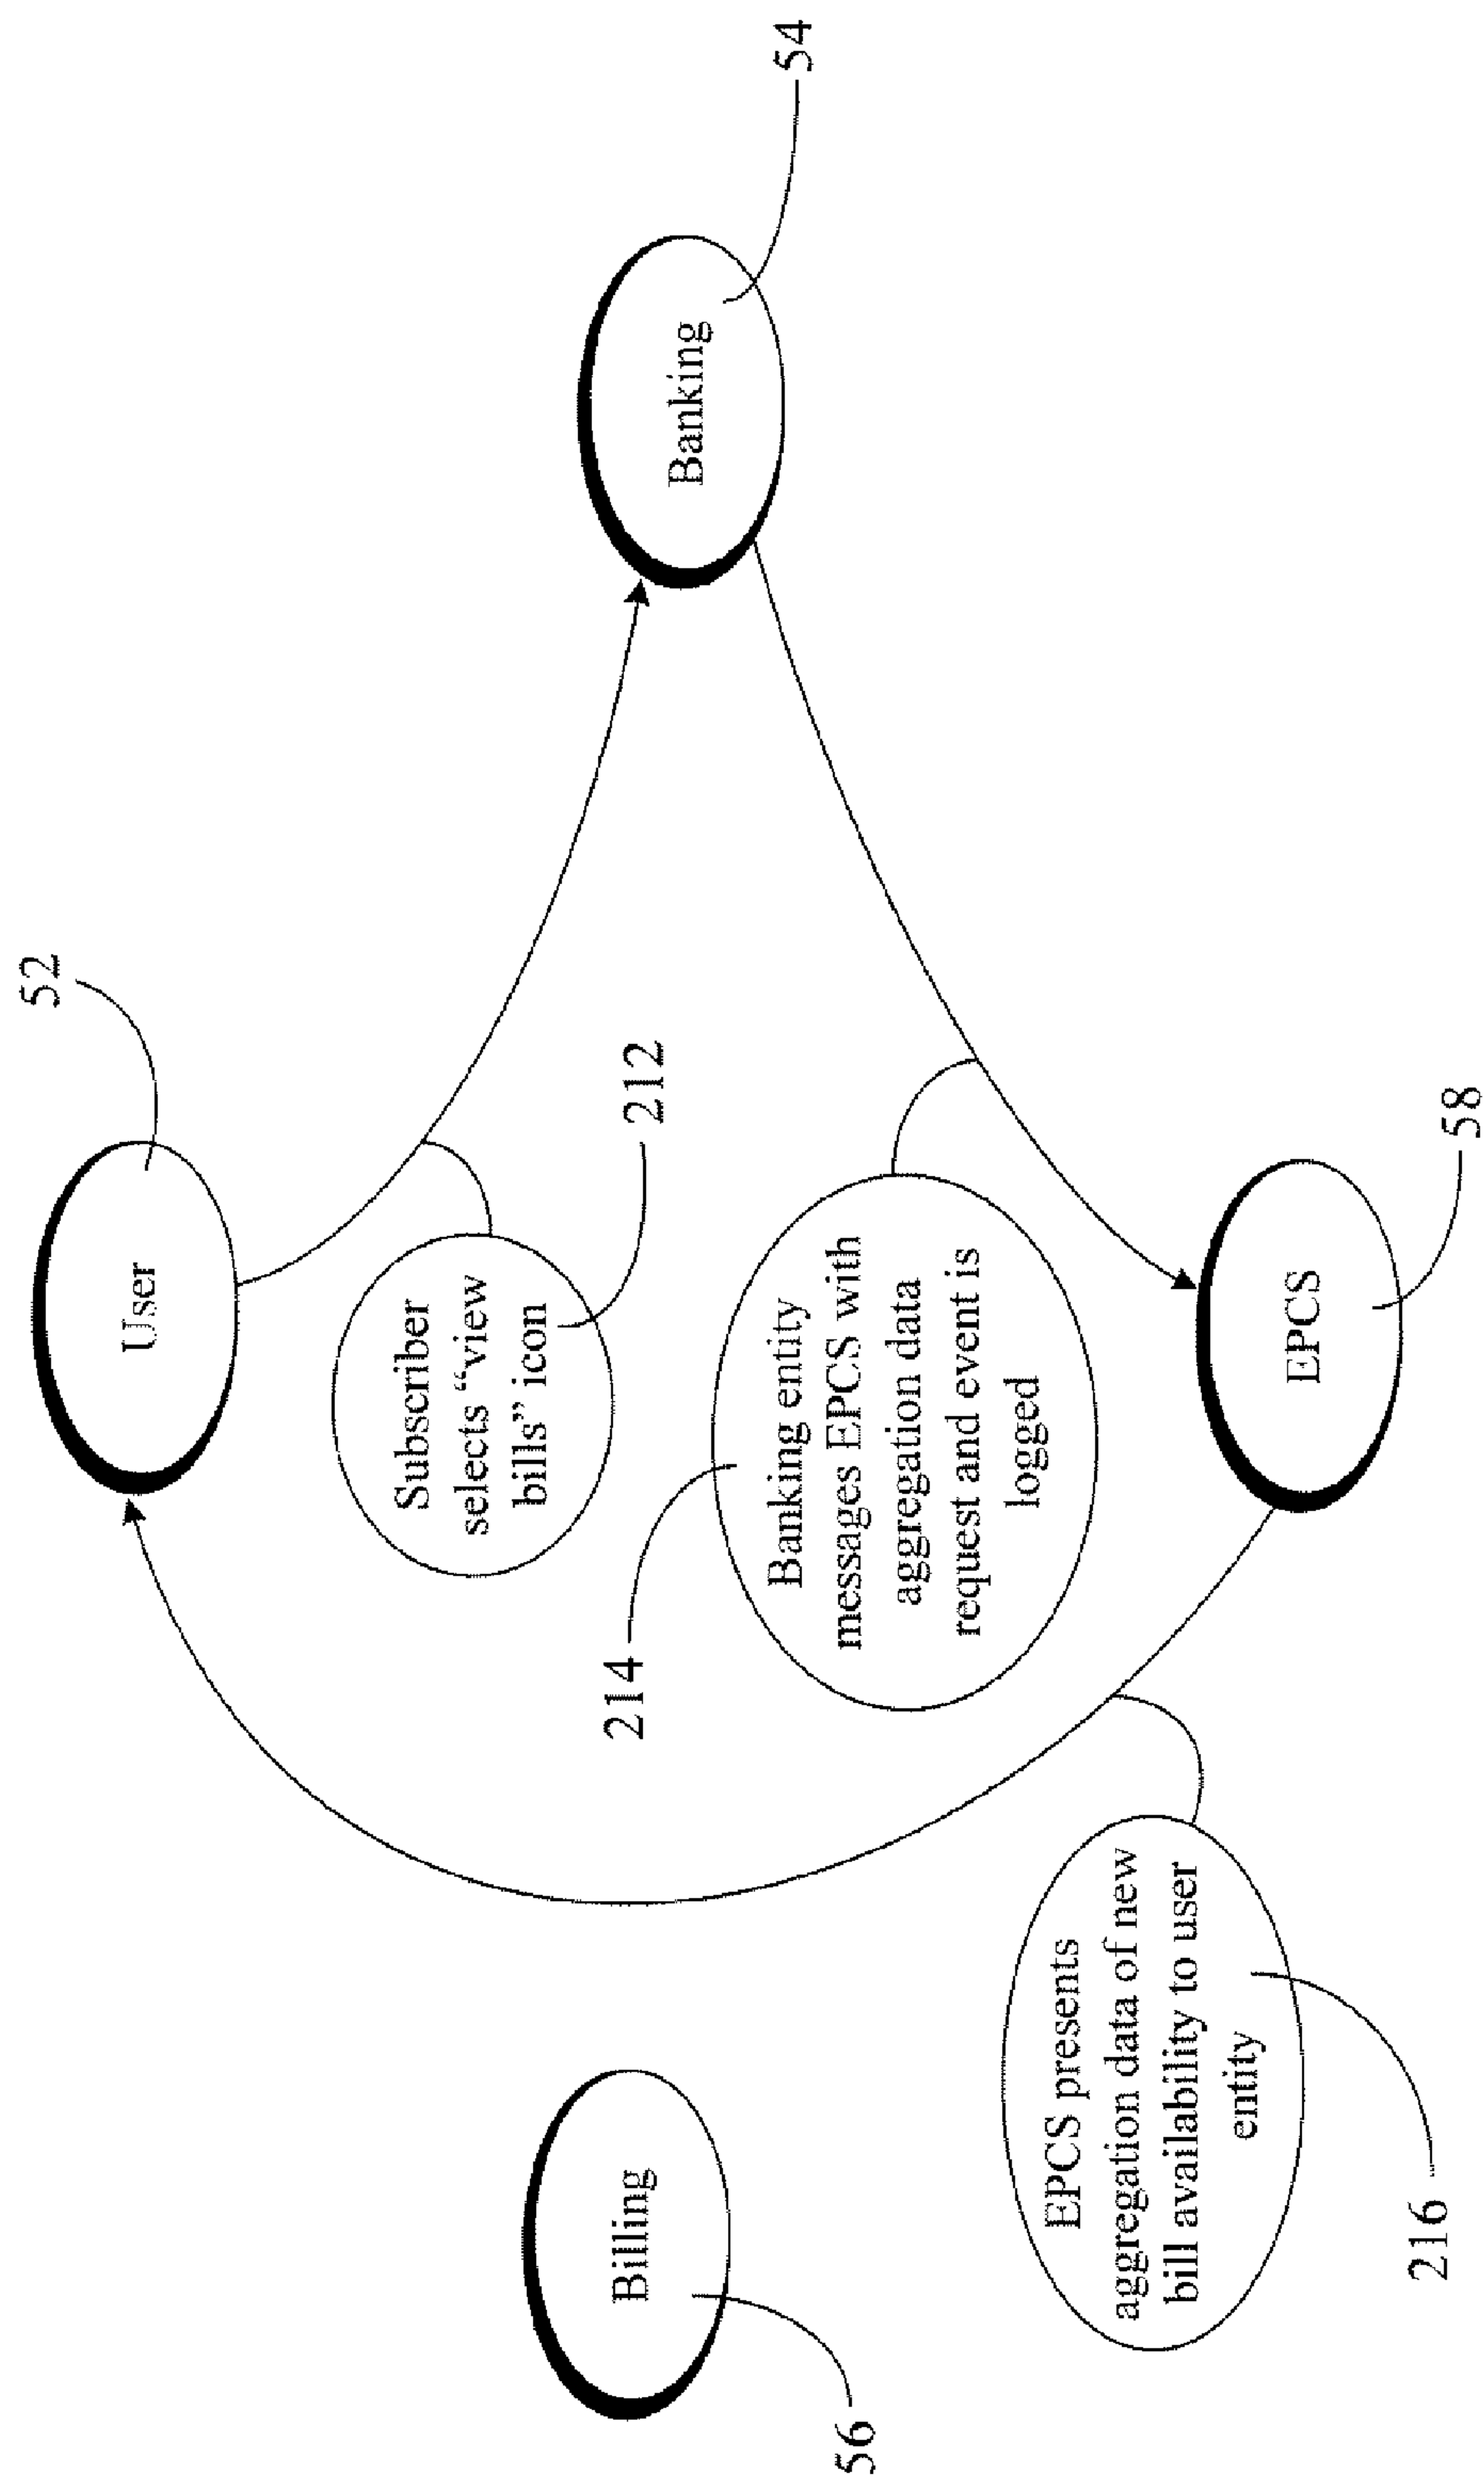 52
User
54
Banking
Subscriber
selects “view
bills” icon
212
214
Banking entity
messages EPCS with
aggregation data
request and event is
logged
Billing
56
EPCS
58
EPCS presents
aggregation data of new
bill availability to user
entity
216